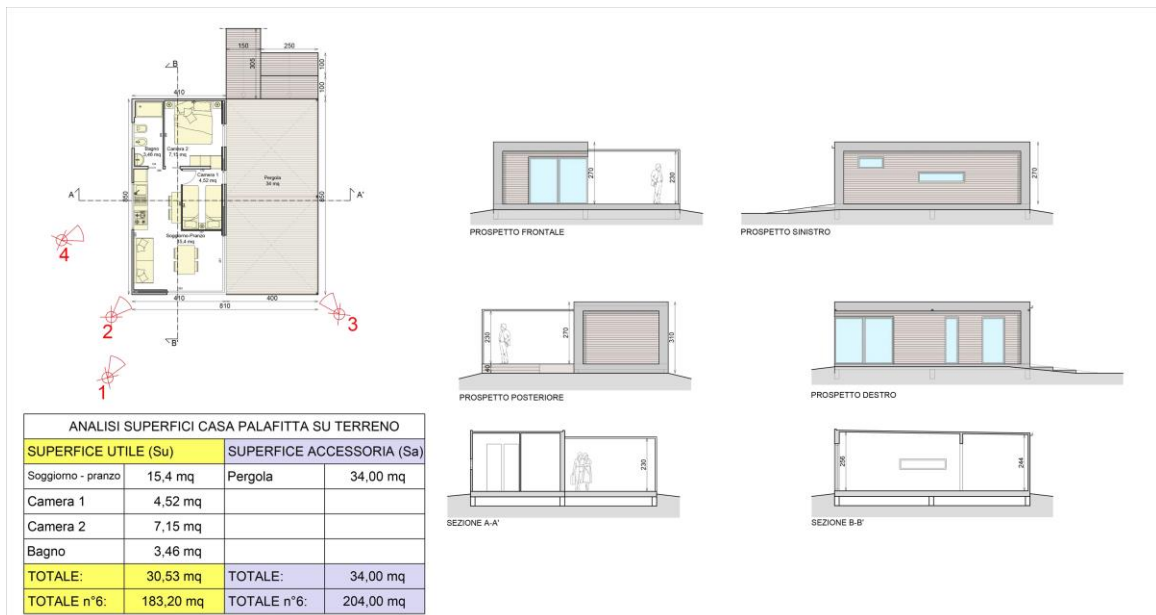 150
250
305
100
100
B
410
Bagno
3,46 mq
Camera 2
7,15 mq
Camera 1
4,52 mq
Pergola
34 mq
A
A'
850
850
Soggiorno-Pranzo
15,4 mq
4
410
400
810
2
3
B'
1
270
230
PROSPETTO FRONTALE
270
PROSPETTO SINISTRO
230
270
310
40
PROSPETTO POSTERIORE
PROSPETTO DESTRO
230
SEZIONE A-A'
256
244
SEZIONE B-B'
ANALISI SUPERFICI CASA PALAFITTA SU TERRENO
SUPERFICE UTILE (Su) SUPERFICE ACCESSORIA (Sa)
Soggiorno - pranzo 15,4 mq Pergola 34,00 mq
Camera 1 4,52 mq
Camera 2 7,15 mq
Bagno 3,46 mq
TOTALE: 30,53 mq TOTALE: 34,00 mq
TOTALE n°6: 183,20 mq TOTALE n°6: 204,00 mq